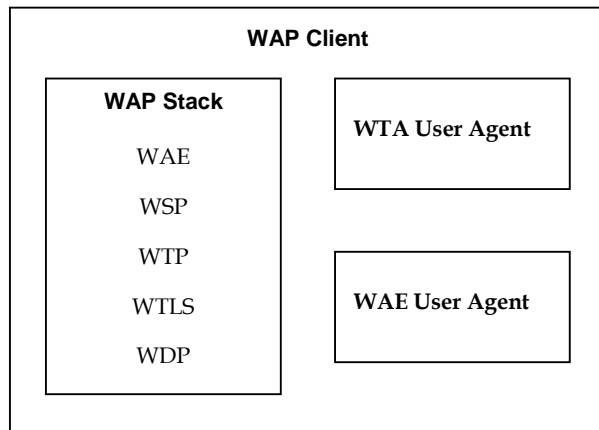 WAP Client
WAP Stack
WAE
WSP
WTP
WTLS
WDP
WTA User Agent
WAE User Agent